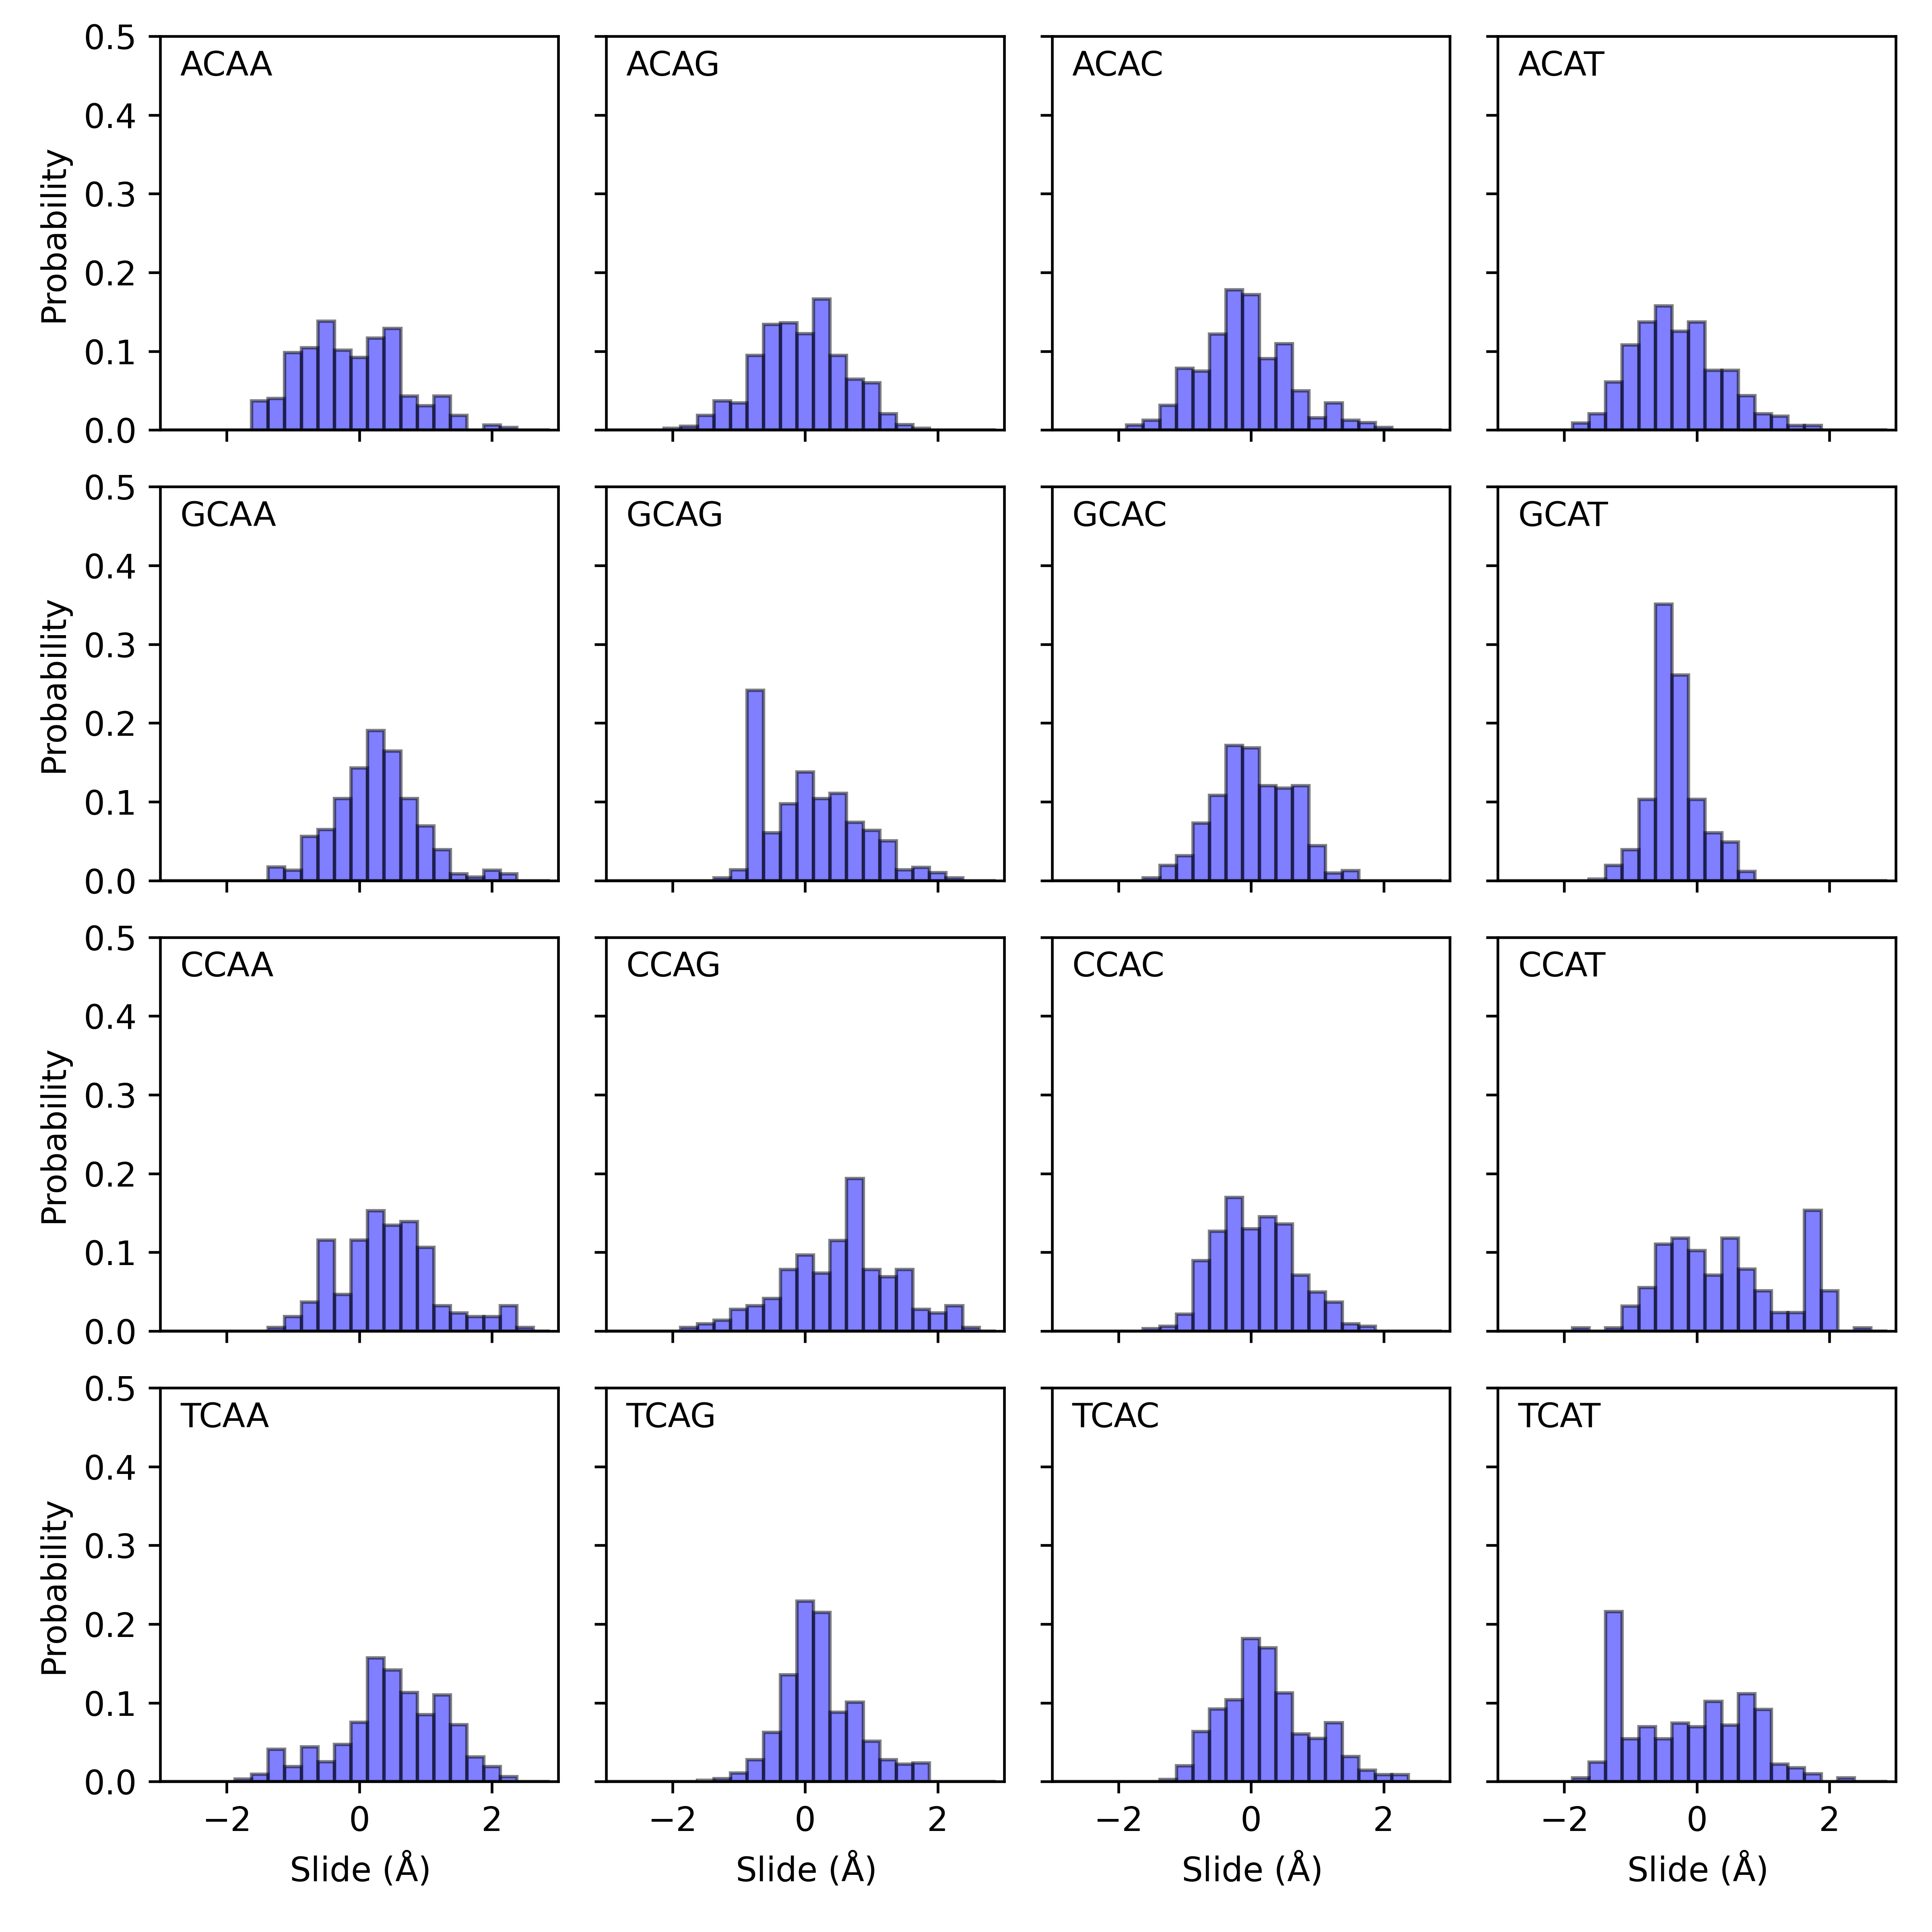 0.5
ACAA
ACAG
ACAC
ACAT
0.4
0.3
0.2
0.1
0.0
Probability
0.5
GCAA
GCAG
GCAC
GCAT
0.4
0.3
0.2
0.1
0.0
Probability
0.5
CCAA
CCAG
CCAC
CCAT
0.4
0.3
0.2
0.1
0.0
Probability
0.5
TCAA
TCAG
TCAC
TCAT
0.4
0.3
0.2
0.1
0.0
Probability
−2 0 2
−2 0 2
−2 0 2
−2 0 2
Slide (Å)
Slide (Å)
Slide (Å)
Slide (Å)